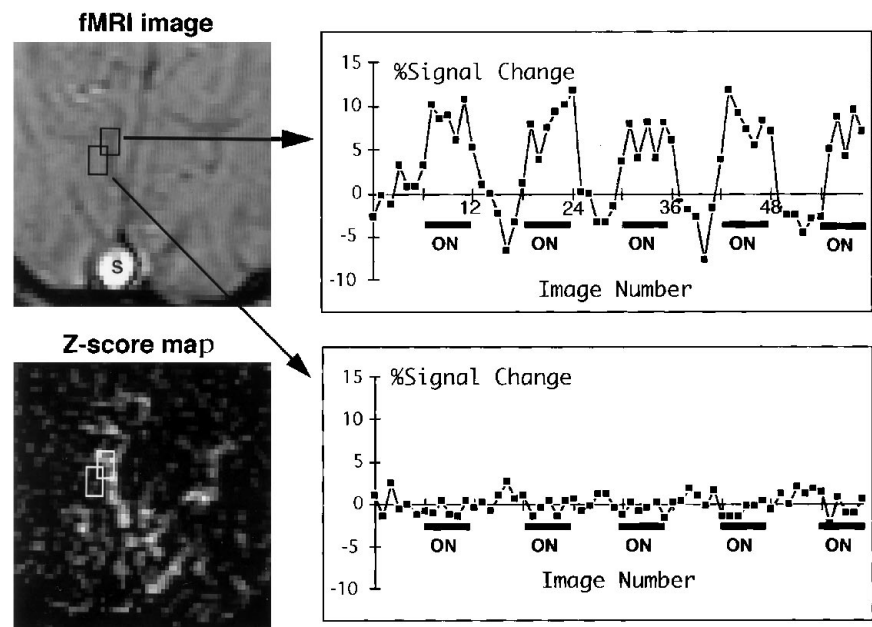 fMRI image
S
Z-score map
15
%Signal Change
10
5
0
12
24
36
48
-5
ON
ON
ON
ON
ON
-10
Image Number
15
%Signal Change
10
5
0
-5
ON
ON
ON
ON
ON
-10
Image Number